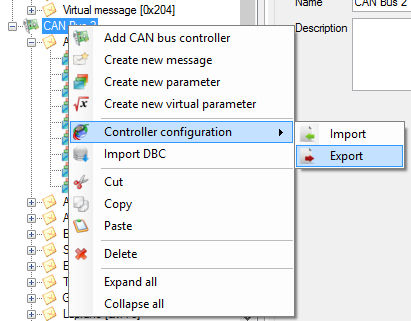 Virtual message [0x204]
Name
CAN Bus 2
CAN Bus 2
Description
Add CAN bus controller
Create new message
Create new parameter
Create new virtual parameter
Controller configuration
Import
Import DBC
Export
Cut
Copy
Paste
Delete
Expand all
Collapse all